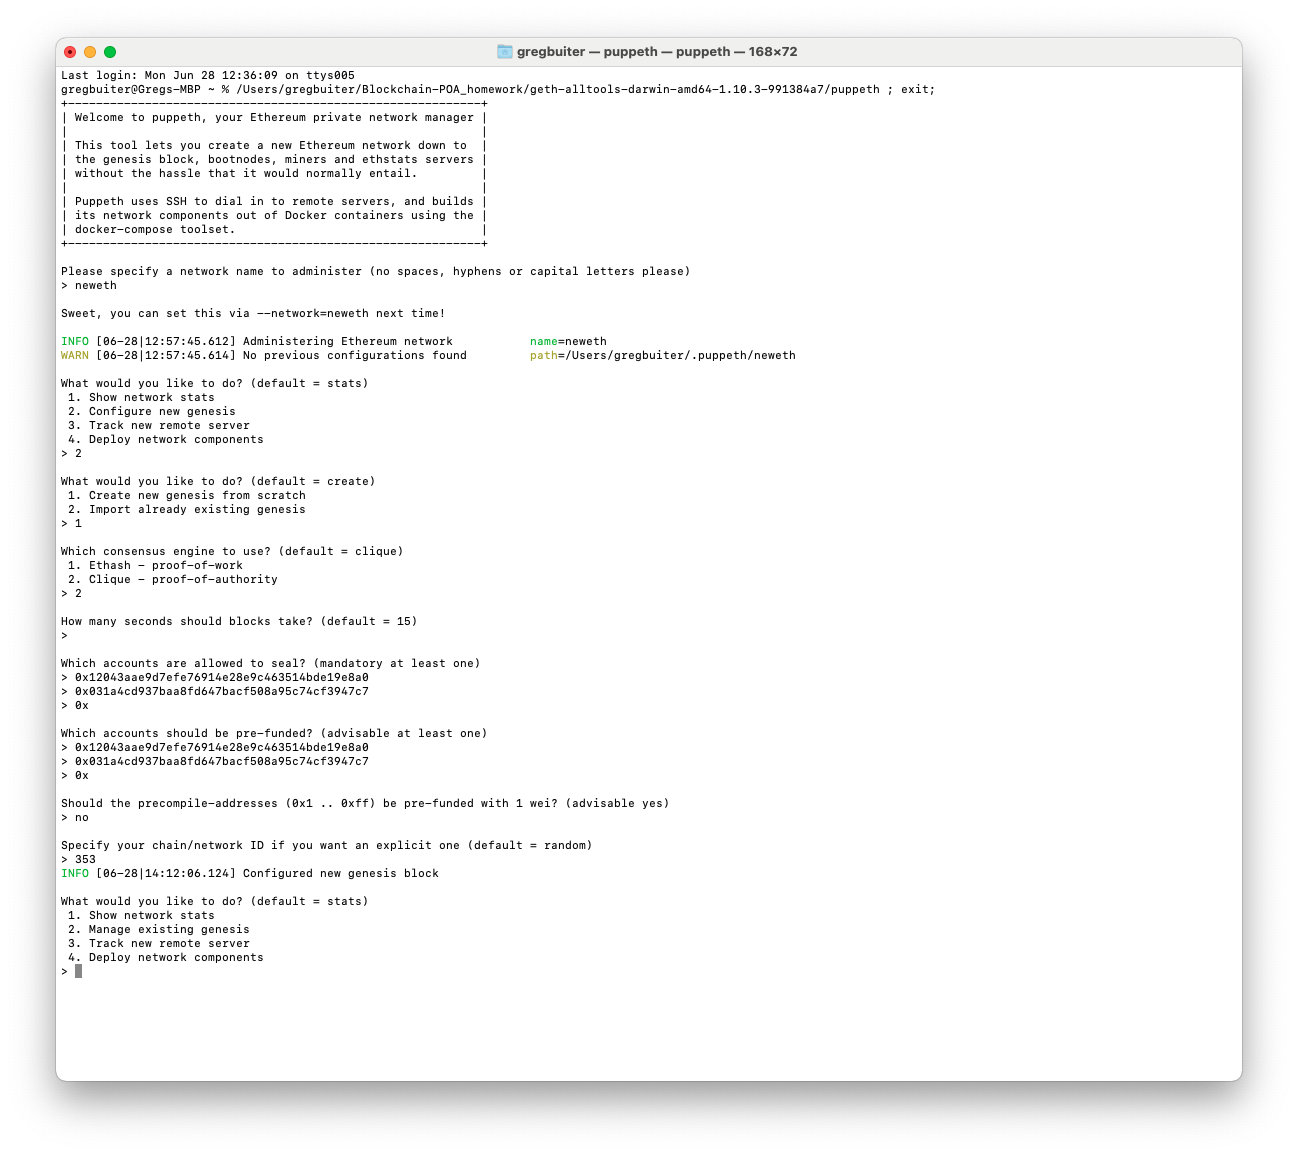 gregbuiter — puppeth — puppeth — 168×72
Last login: Mon Jun 28 12:36:09 on ttys005
gregbuiter@Gregs-MBP ~ % /Users/gregbuiter/Blockchain-POA_homework/geth-alltools-darwin-amd64-1.10.3-991384a7/puppeth ; exit;
+-----------------------------------------------------------+
| Welcome to puppeth, your Ethereum private network manager |
|                                                           |
| This tool lets you create a new Ethereum network down to  |
| the genesis block, bootnodes, miners and ethstats servers |
| without the hassle that it would normally entail.         |
|                                                           |
| Puppeth uses SSH to dial in to remote servers, and builds |
| its network components out of Docker containers using the |
| docker-compose toolset.                                   |
+-----------------------------------------------------------+
Please specify a network name to administer (no spaces, hyphens or capital letters please)
> neweth
Sweet, you can set this via --network=neweth next time!
INFO [06-28|12:57:45.612] Administering Ethereum network           name=neweth
WARN [06-28|12:57:45.614] No previous configurations found         path=/Users/gregbuiter/.puppeth/neweth
What would you like to do? (default = stats)
 1. Show network stats
 2. Configure new genesis
 3. Track new remote server
 4. Deploy network components
> 2
What would you like to do? (default = create)
 1. Create new genesis from scratch
 2. Import already existing genesis
> 1
Which consensus engine to use? (default = clique)
 1. Ethash - proof-of-work
 2. Clique - proof-of-authority
> 2
How many seconds should blocks take? (default = 15)
>
Which accounts are allowed to seal? (mandatory at least one)
> 0x12043aae9d7efe76914e28e9c463514bde19e8a0
> 0x031a4cd937baa8fd647bacf508a95c74cf3947c7
> 0x
Which accounts should be pre-funded? (advisable at least one)
> 0x12043aae9d7efe76914e28e9c463514bde19e8a0
> 0x031a4cd937baa8fd647bacf508a95c74cf3947c7
> 0x
Should the precompile-addresses (0x1 .. 0xff) be pre-funded with 1 wei? (advisable yes)
> no
Specify your chain/network ID if you want an explicit one (default = random)
> 353
INFO [06-28|14:12:06.124] Configured new genesis block
What would you like to do? (default = stats)
 1. Show network stats
 2. Manage existing genesis
 3. Track new remote server
 4. Deploy network components
>